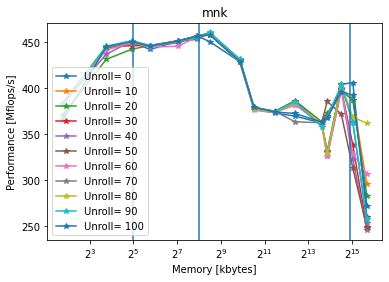 mnk
Performance [Mflops/s]
450
400
350
300
250
Unroll= 0
Unroll= 10
Unroll= 20
Unroll= 30
Unroll= 40
Unroll= 50
Unroll= 60
Unroll= 70
Unroll= 80
Unroll= 90
Unroll= 100
2^3 2^5 2^7 2^9 2^11 2^13 2^15
Memory [kbytes]